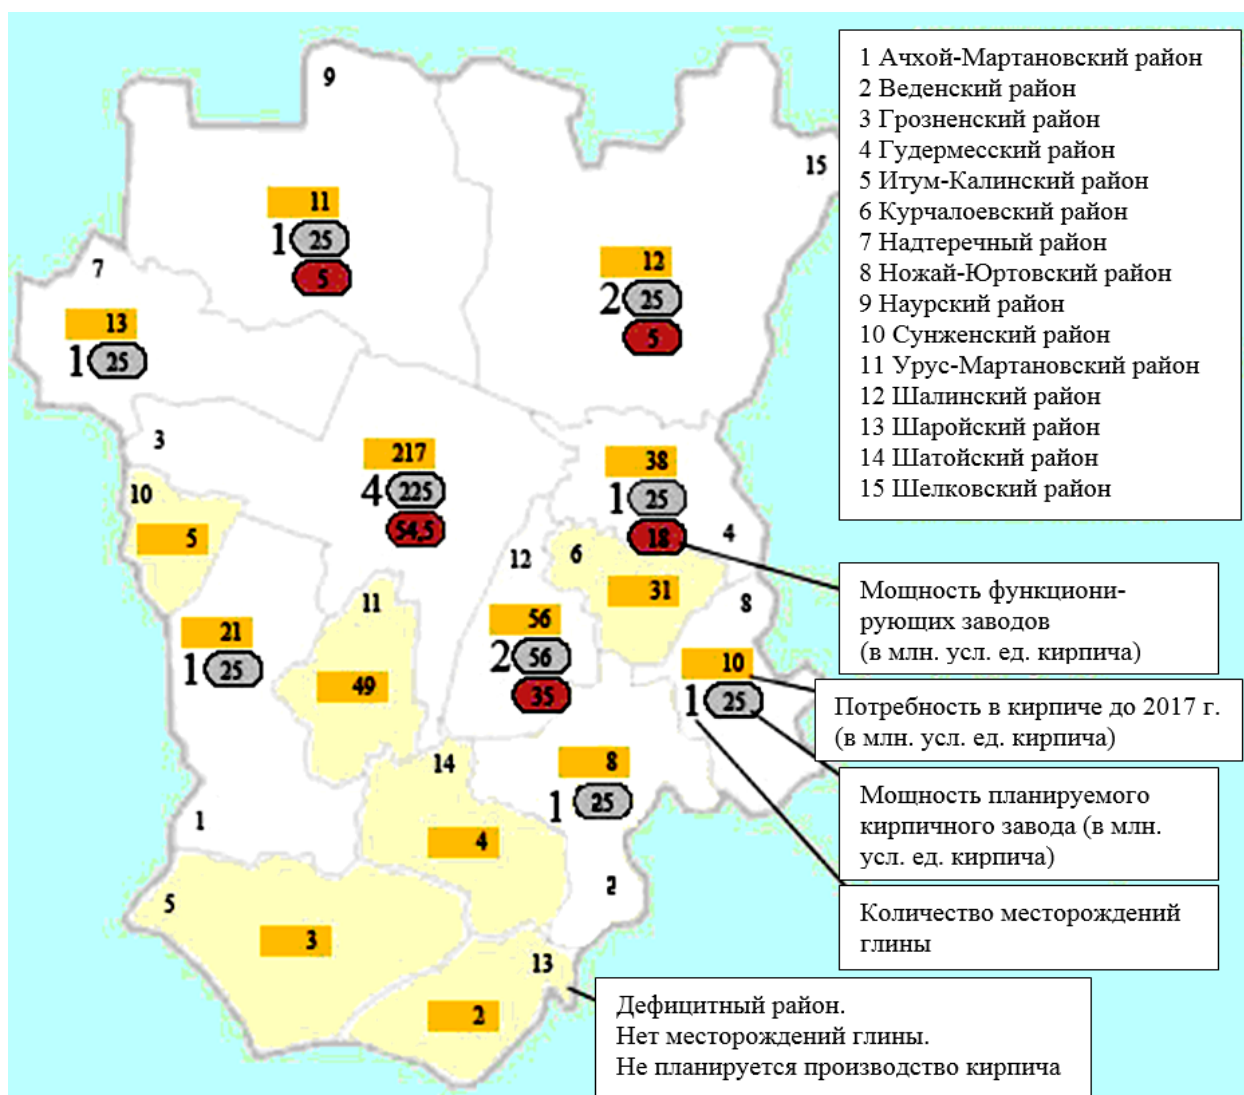 1 Ачхой-Мартановский район
2 Веденский район
3 Грозненский район
4 Гудермесский район
5 Итум-Калинский район
6 Курчалоевский район
7 Надтеречный район
8 Ножай-Юртовский район
9 Наурский район
10 Сунженский район
11 Урус-Мартановский район
12 Шалинский район
13 Шаройский район
14 Шатойский район
15 Шелковский район
9
15
11
1 25
5
7
12
2 25
5
13
1 25
3
217
4 225
54,5
38
1 25
18
4
10
5
12
6
31
8
11
21
1 25
56
2 56
35
49
10
1 25
14
8
1 25
1
4
2
5
3
13
2
Мощность функциони-
рующих заводов
(в млн. усл. ед. кирпича)
Потребность в кирпиче до 2017 г.
(в млн. усл. ед. кирпича)
Мощность планируемого
кирпичного завода (в млн.
усл. ед. кирпича)
Количество месторождений
глины
Дефицитный район.
Нет месторождений глины.
Не планируется производство кирпича